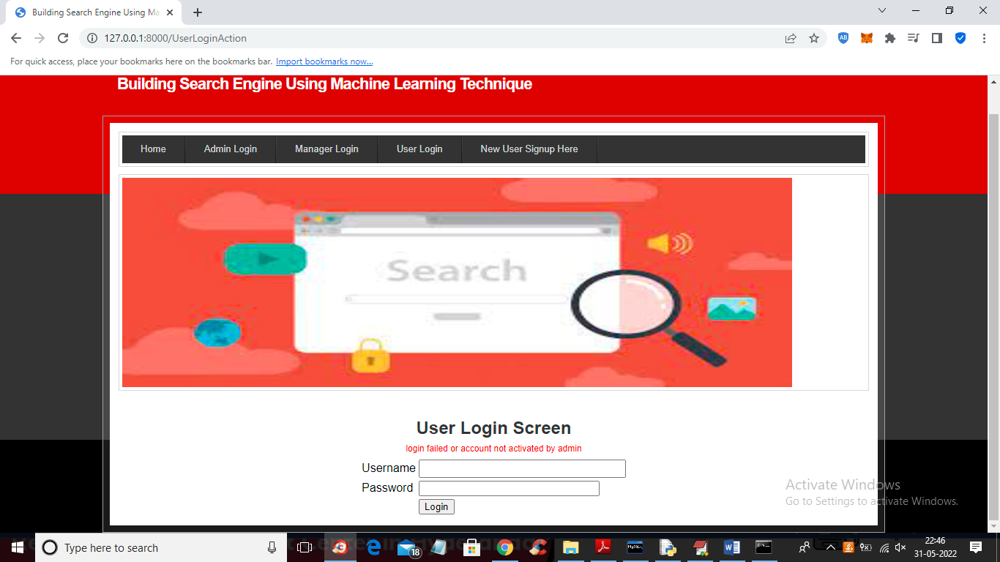 Building Search Engine Using Ma
127.0.0.1:8000/UserLoginAction
AB
For quick access, place your bookmarks here on the bookmarks bar. Import bookmarks now...
Building Search Engine Using Machine Learning Technique
Home Admin Login Manager Login User Login New User Signup Here
Search
User Login Screen
login failed or account not activated by admin
Username
Password
Login
Activate Windows
Go to Settings to activate Windows.
Type here to search
18
MySQL
22:46
31-05-2022